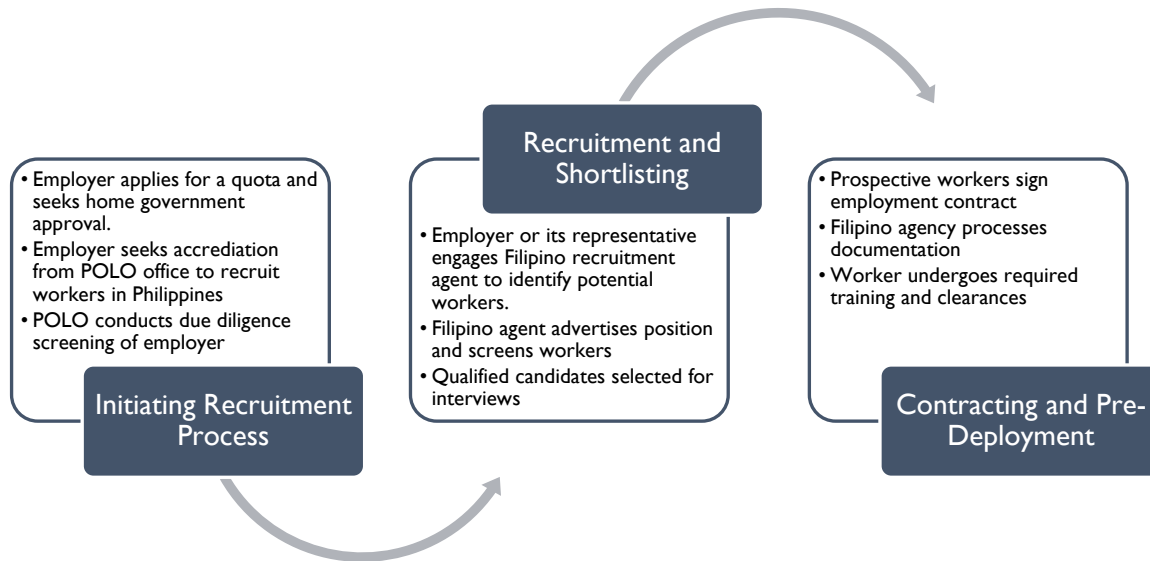 • Employer applies for a quota and
seeks home government
approval.
• Employer seeks accrediation
from POLO office to recruit
workers in Philippines
• POLO conducts due diligence
screening of employer
Initiating Recruitment
Process
Recruitment and
Shortlisting
• Employer or its representative
engages Filipino recruitment
agent to identify potential
workers.
• Filipino agent advertises position
and screens workers
• Qualified candidates selected for
interviews
• Prospective workers sign
employment contract
• Filipino agency processes
documentation
• Worker undergoes required
training and clearances
Contracting and Pre-
Deployment